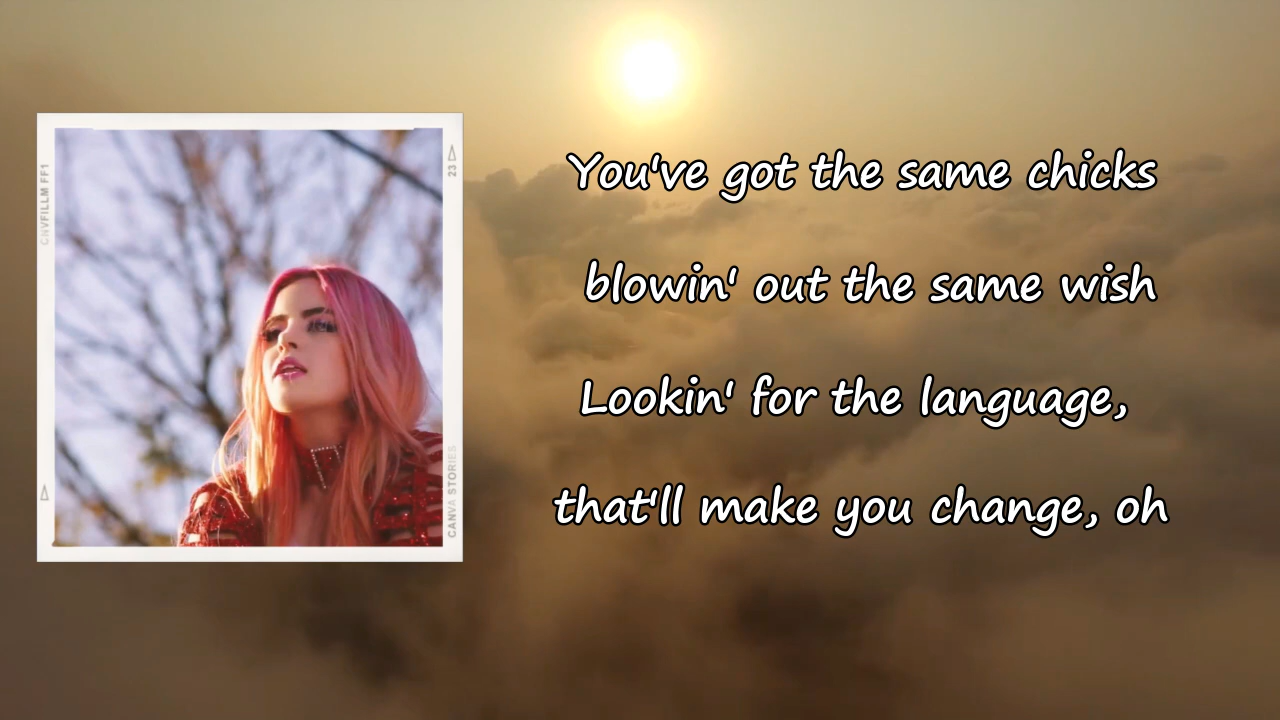 CNVFILLM FF1
23
CANVA STORIES
You've got the same chicks
blowin' out the same wish
Lookin' for the language,
that'll make you change, oh